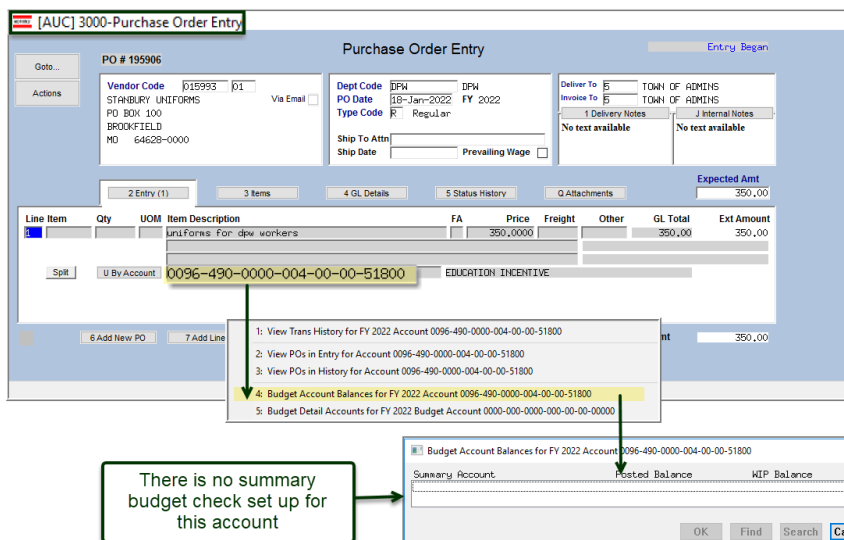 [AUC] 3000-Purchase Order Entry
Purchase Order Entry
Entry Began
Goto...
Actions
PO # 195906
Vendor Code 015993 01
STANBURY UNIFORMS Via Email
PO BOX 100
BROOKFIELD
MO 64628-0000
Dept Code DPW DPW
PO Date 18-Jan-2022 FY 2022
Type Code R Regular
Ship To Attn
Ship Date Prevailing Wage
Deliver To 5 TOWN OF ADMINS
Invoice To 5 TOWN OF ADMINS
1 Delivery Notes J Internal Notes
No text available No text available
Expected Amt
350.00
2 Entry (1) 3 Items 4 GL Details 5 Status History Q Attachments
Line Item Qty UOM Item Description FA Price Freight Other GL Total Ext Amount
1 uniforms for dpw workers 350.0000 350.00 350.00
Split U By Account 0096-490-0000-004-00-00-51800 EDUCATION INCENTIVE
6 Add New PO 7 Add Line nt 350.00
1: View Trans History for FY 2022 Account 0096-490-0000-004-00-00-51800
2: View POs in Entry for Account 0096-490-0000-004-00-00-51800
3: View POs in History for Account 0096-490-0000-004-00-00-51800
4: Budget Account Balances for FY 2022 Account 0096-490-0000-004-00-00-51800
5: Budget Detail Accounts for FY 2022 Budget Account 0000-000-0000-000-00-00-00000
Budget Account Balances for FY 2022 Account 0096-490-0000-004-00-00-51800
Summary Account Posted Balance WIP Balance
OK Find Search Ca
There is no summary
budget check set up for
this account